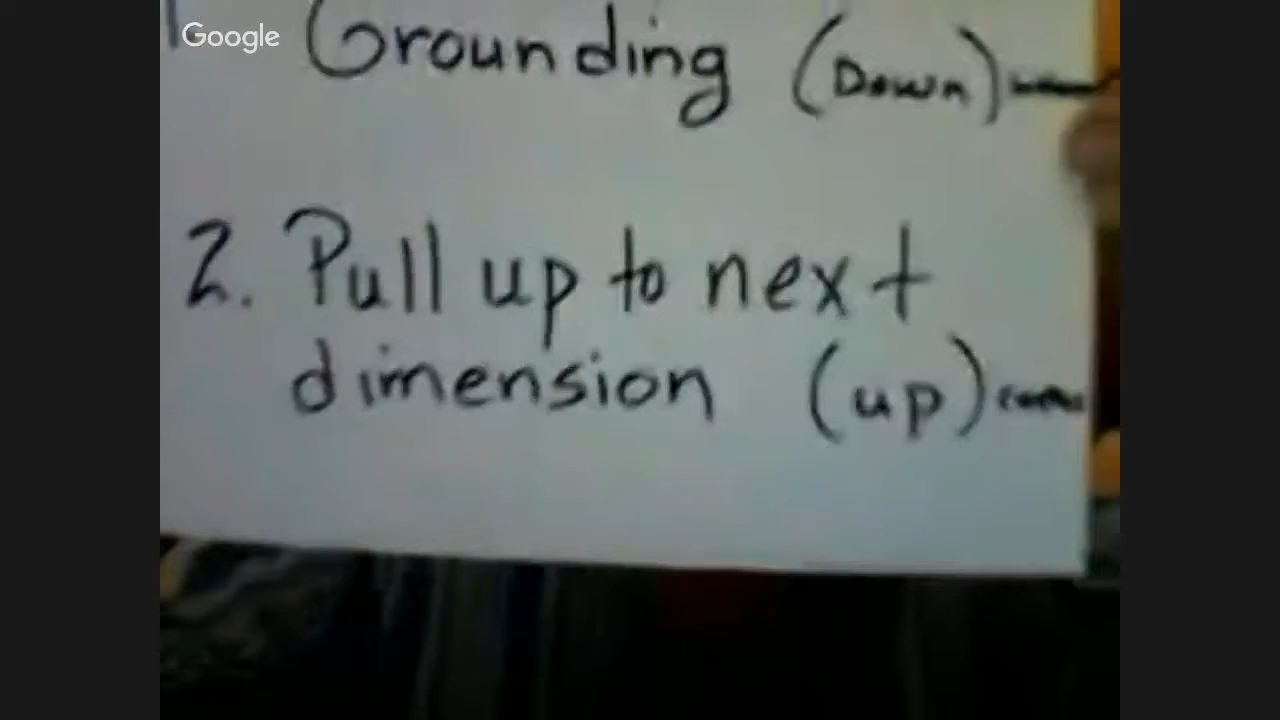 Google
Grounding (Down)
2. Pull up to next
dimension (up)